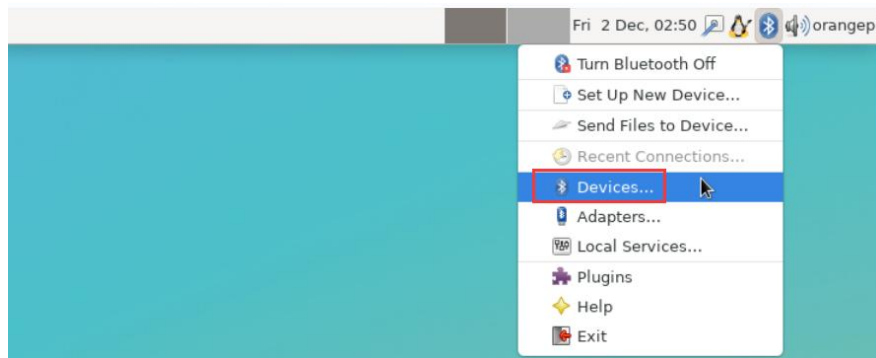 Fri 2 Dec, 02:50 orangep
Turn Bluetooth Off
Set Up New Device...
Send Files to Device...
Recent Connections...
Devices...
Adapters...
Local Services...
Plugins
Help
Exit